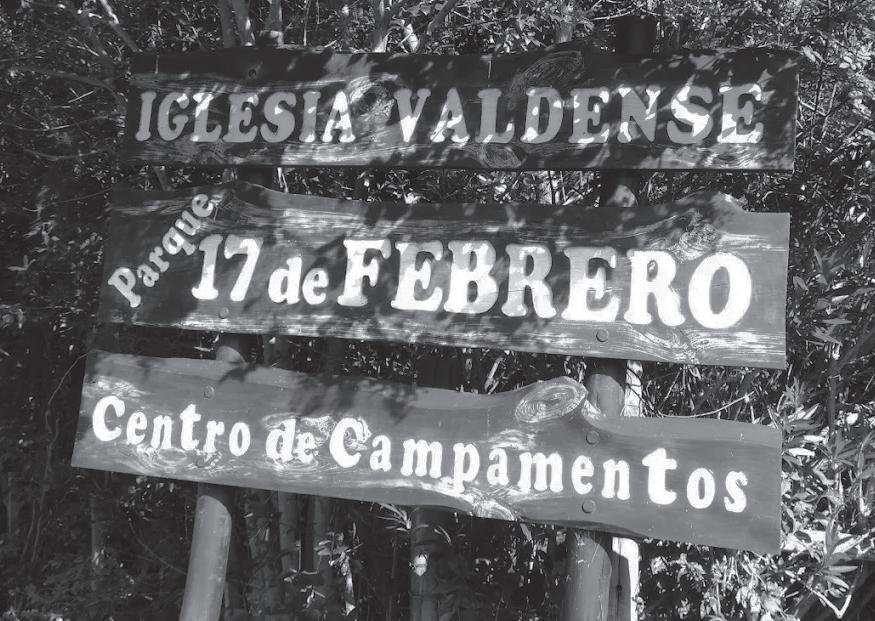 IGLESIA VALDENSE
Parque 17 de FEBRERO
Centro de Campamentos